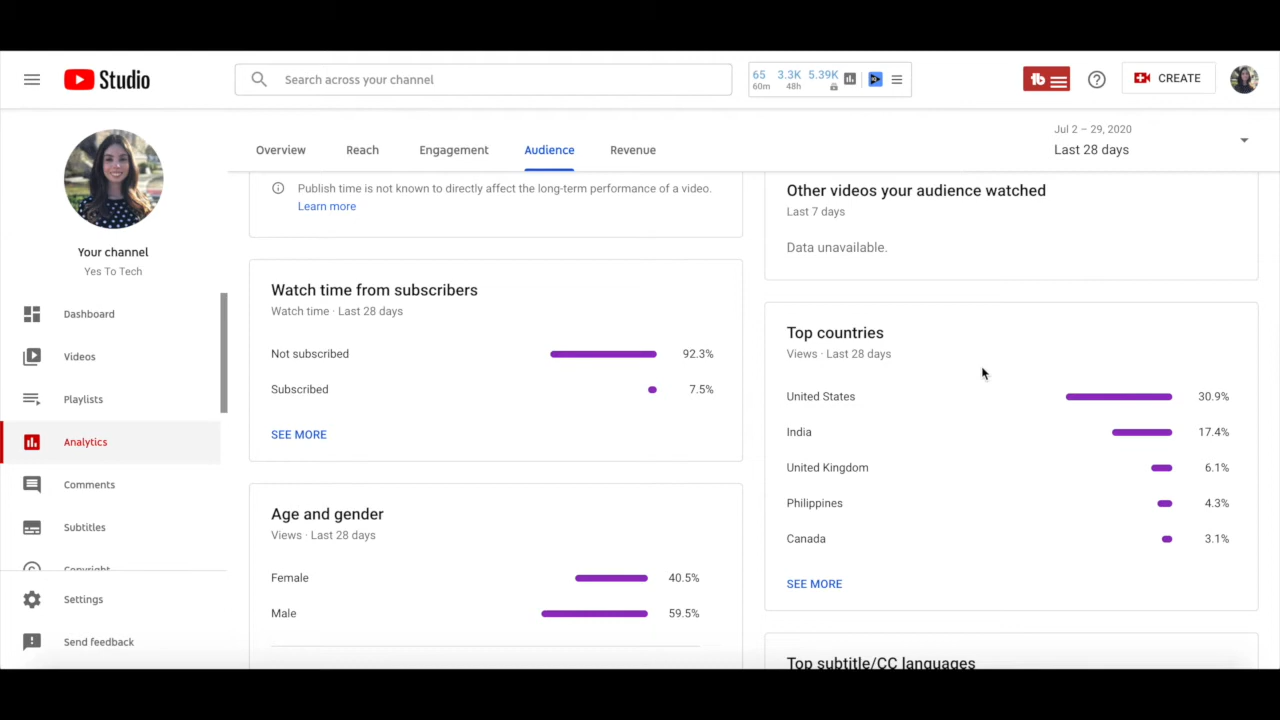 Studio
Search across your channel
65 3.3K 5.39K
60m 48h
CREATE
Your channel
Yes To Tech
Dashboard
Videos
Playlists
Analytics
Comments
Subtitles
Copyright
Settings
Send feedback
Overview Reach Engagement Audience Revenue
Jul 2 – 29, 2020
Last 28 days
Publish time is not known to directly affect the long-term performance of a video.
Learn more
Watch time from subscribers
Watch time · Last 28 days
Not subscribed 92.3%
Subscribed 7.5%
SEE MORE
Age and gender
Views · Last 28 days
Female 40.5%
Male 59.5%
Other videos your audience watched
Last 7 days
Data unavailable.
Top countries
Views · Last 28 days
United States 30.9%
India 17.4%
United Kingdom 6.1%
Philippines 4.3%
Canada 3.1%
SEE MORE
Top subtitle/CC languages